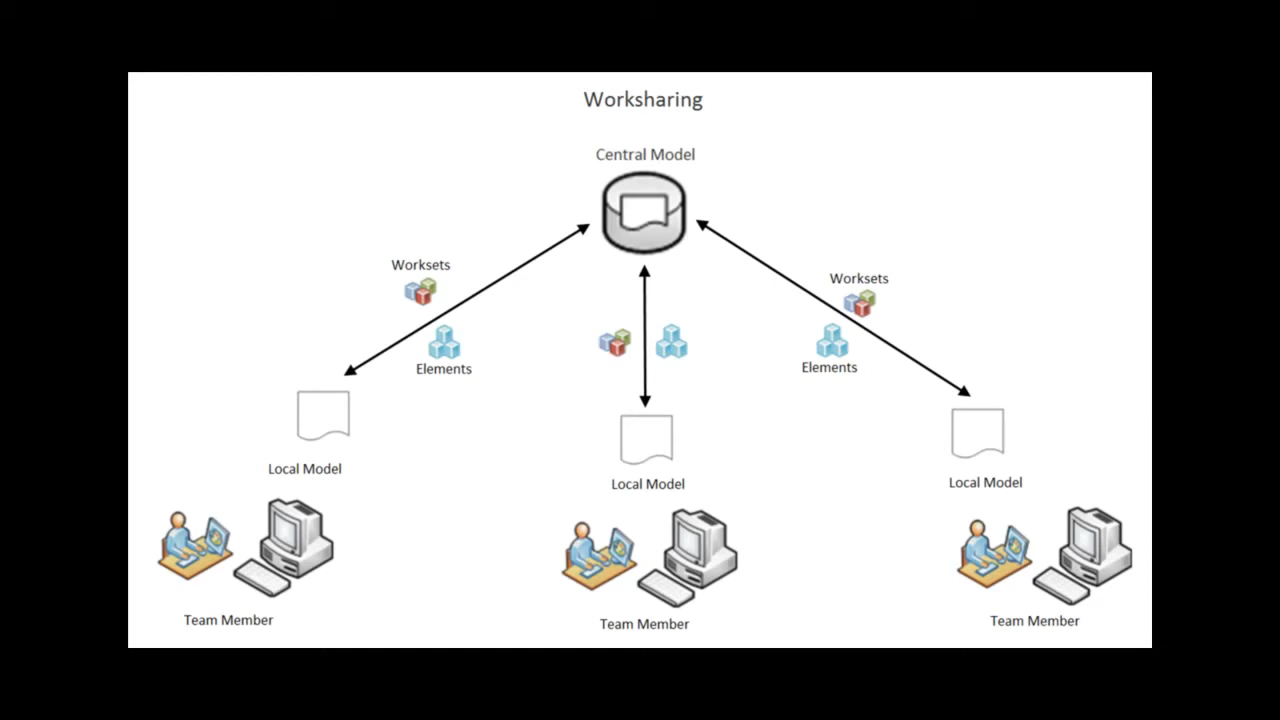 Worksharing
Central Model
Worksets
Worksets
Elements
Elements
Local Model
Local Model
Local Model
Team Member
Team Member
Team Member